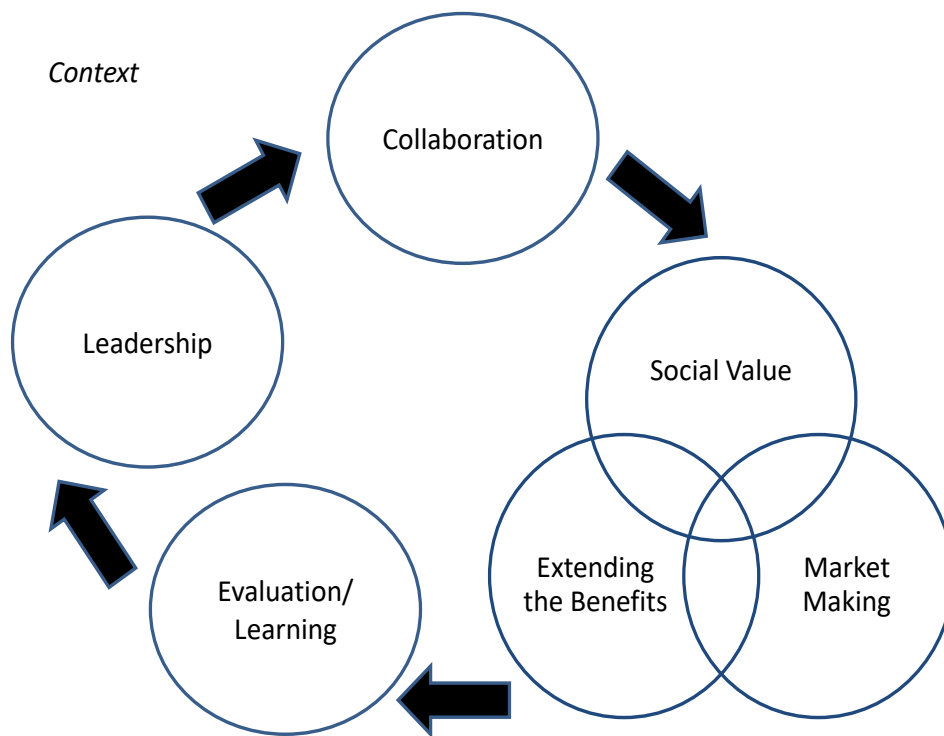 Context
Collaboration
Leadership
Social Value
Extending
the Benefits
Market
Making
Evaluation/
Learning